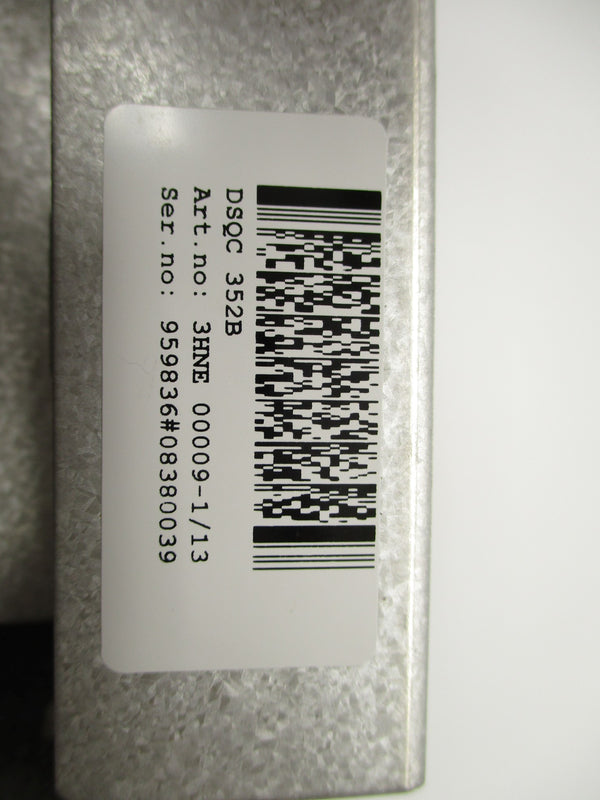 DSQC 352B
Art.no: 3HNE 00009-1/13
Ser.no: 959836#08380039